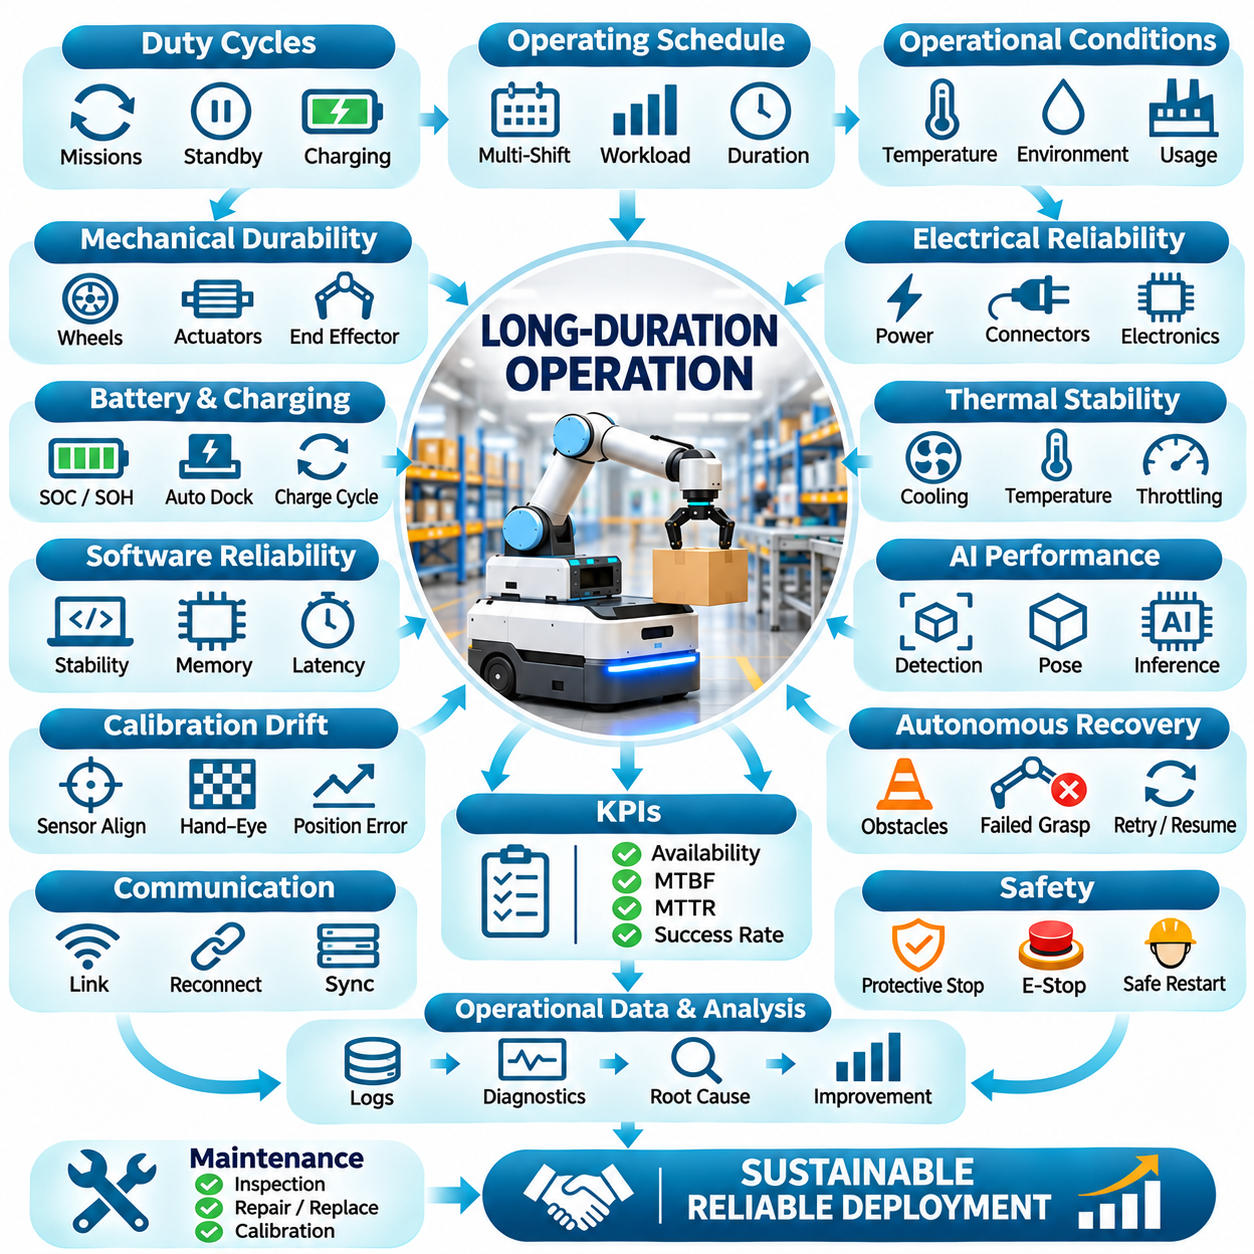 Duty Cycles
Missions
Standby
Charging
Operating Schedule
Multi-Shift
Workload
Duration
Operational Conditions
Temperature
Environment
Usage
Mechanical Durability
Wheels
Actuators
End Effector
Electrical Reliability
Power
Connectors
Electronics
LONG-DURATION
OPERATION
Battery & Charging
SOC / SOH
Auto Dock
Charge Cycle
Thermal Stability
Cooling
Temperature
Throttling
Software Reliability
</>
Stability
Memory
Latency
AI Performance
Detection
Pose
AI
Inference
Calibration Drift
Sensor Align
Hand-Eye
Position Error
Autonomous Recovery
Obstacles
Failed Grasp
Retry / Resume
KPIs
Availability
MTBF
MTTR
Success Rate
Communication
Link
Reconnect
Sync
Safety
Protective Stop
E-Stop
Safe Restart
Operational Data & Analysis
Logs
Diagnostics
Root Cause
Improvement
Maintenance
Inspection
Repair / Replace
Calibration
SUSTAINABLE
RELIABLE DEPLOYMENT